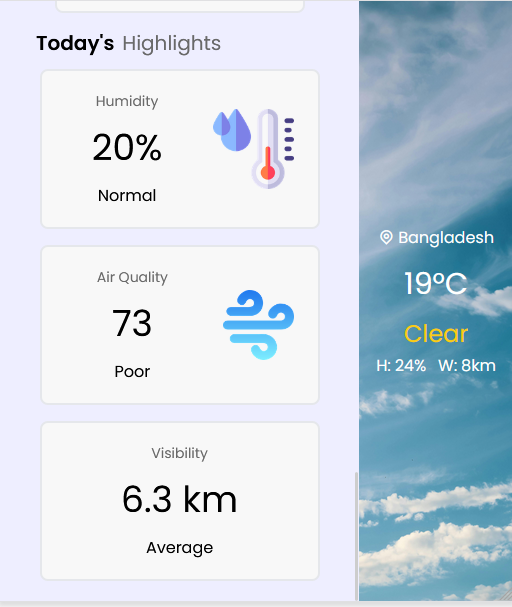 Today's Highlights
Humidity
20%
Normal
Air Quality
73
Poor
Visibility
6.3 km
Average
Bangladesh
19°C
Clear
H: 24% W: 8km